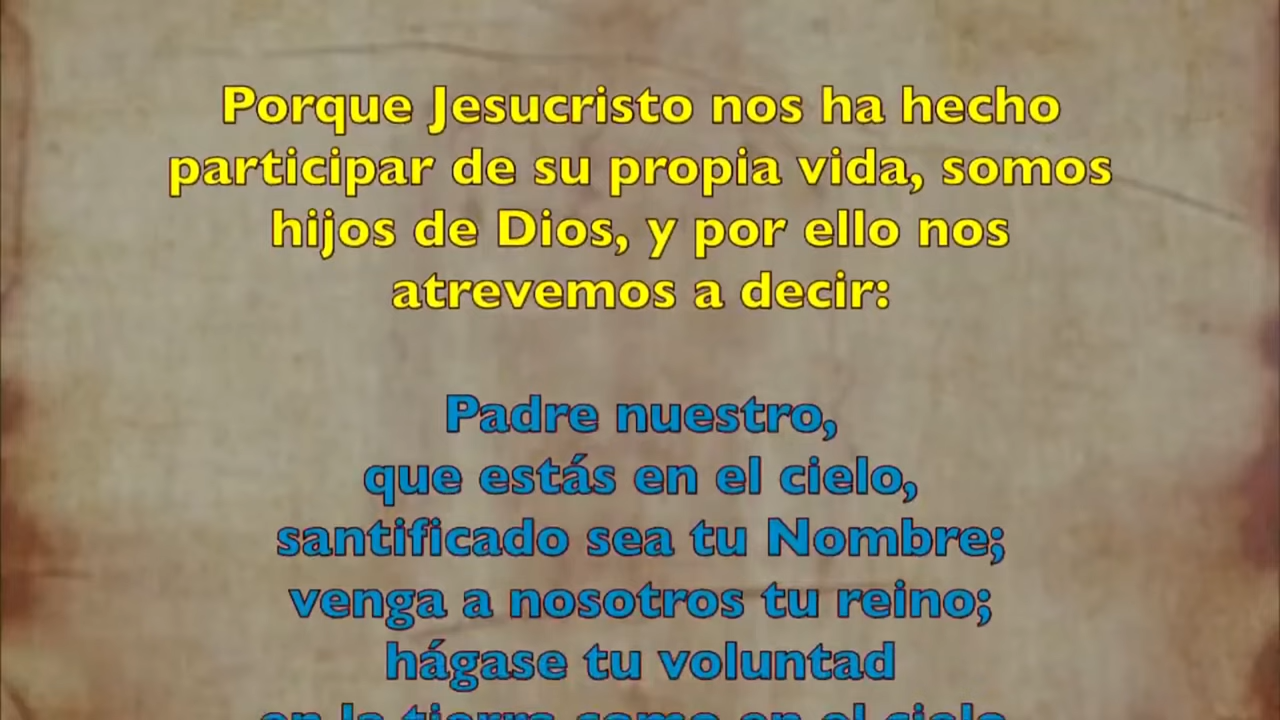 Porque Jesucristo nos ha hecho
participar de su propia vida, somos
hijos de Dios, y por ello nos
atrevemos a decir:
Padre nuestro,
que estás en el cielo,
santificado sea tu Nombre;
venga a nosotros tu reino;
hágase tu voluntad
en la tierra como en el cielo